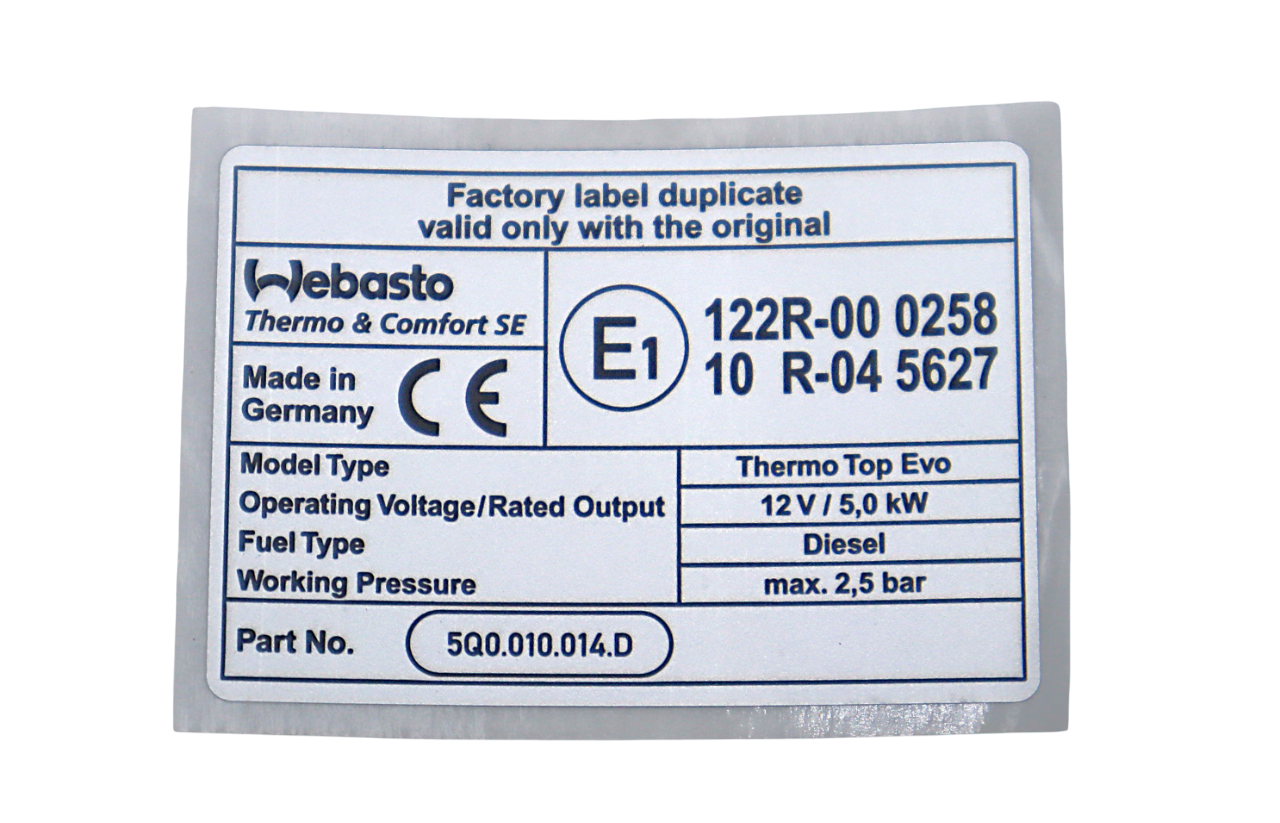 Factory label duplicate
valid only with the original
Webasto
Thermo & Comfort SE
Made in
Germany
CE
E1
122R-00 0258
10 R-04 5627
Model Type
Thermo Top Evo
Operating Voltage/Rated Output
12 V / 5,0 kW
Fuel Type
Diesel
Working Pressure
max. 2,5 bar
Part No.
5Q0.010.014.D